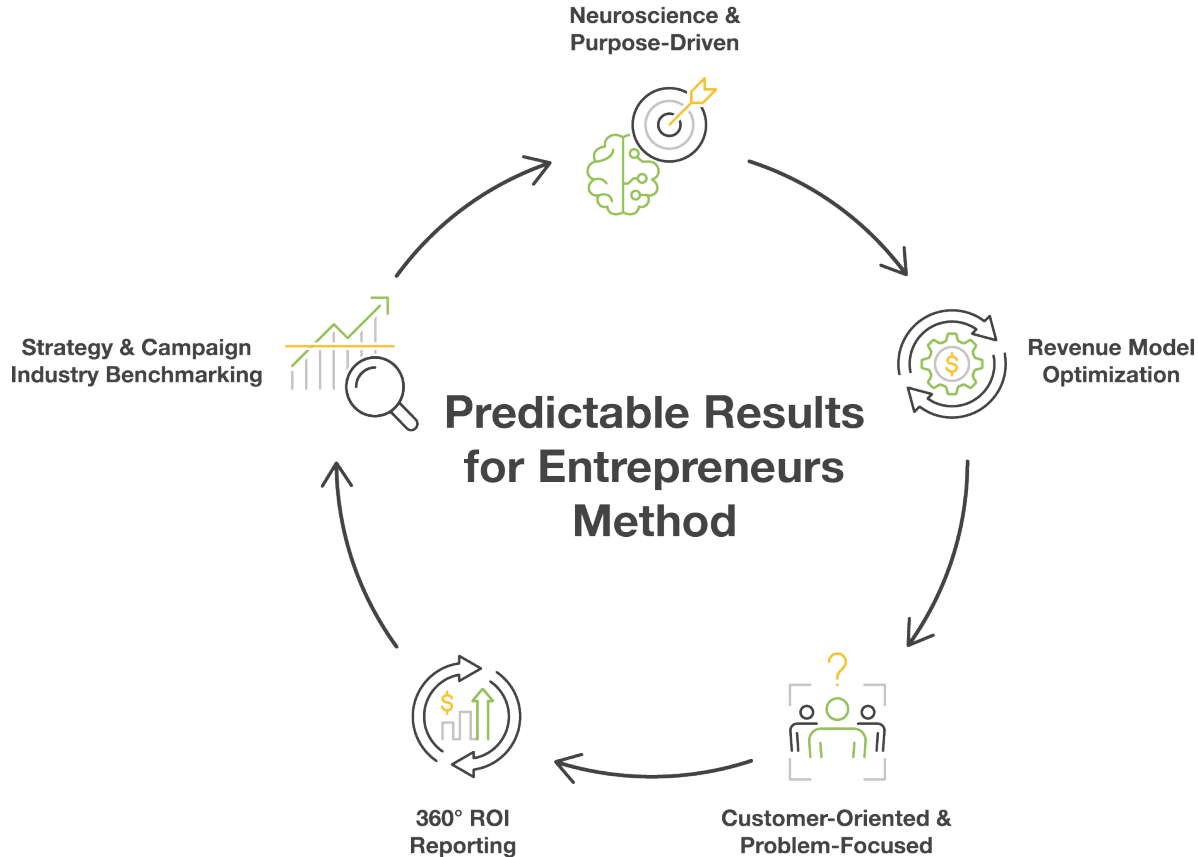 Neuroscience &
Purpose-Driven
$
Revenue Model
Optimization
Strategy & Campaign
Industry Benchmarking
Predictable Results
for Entrepreneurs
Method
?
Customer-Oriented &
Problem-Focused
$
360° ROI
Reporting